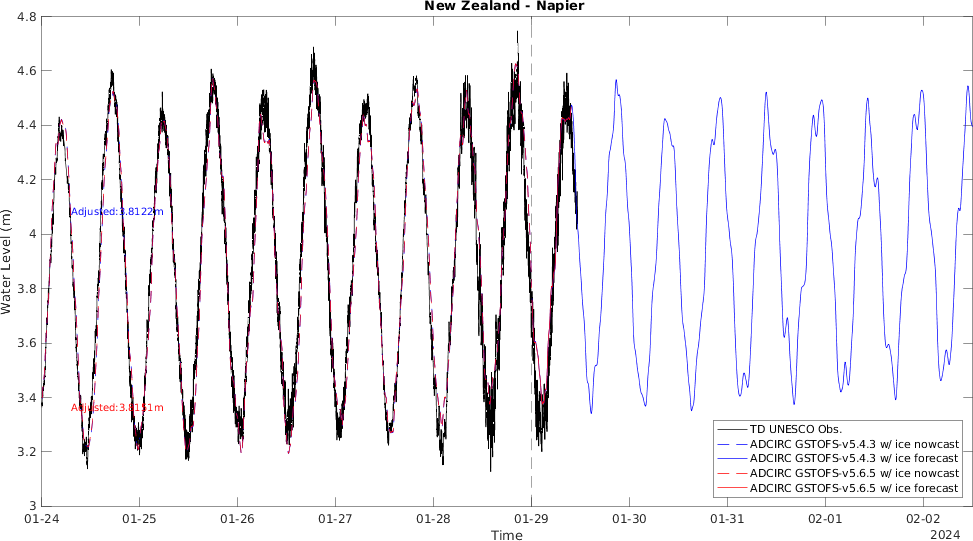 New Zealand - Napier
4.8
4.6
4.4
4.2
4
3.8
3.6
3.4
3.2
3
Water Level (m)
Adjusted:3.8122m
Adjusted:3.8151m
TD UNESCO Obs.
ADCIRC GSTOFS-v5.4.3 w/ ice nowcast
ADCIRC GSTOFS-v5.4.3 w/ ice forecast
ADCIRC GSTOFS-v5.6.5 w/ ice nowcast
ADCIRC GSTOFS-v5.6.5 w/ ice forecast
01-24 01-25 01-26 01-27 01-28 01-29 01-30 01-31 02-01 02-02
Time
2024